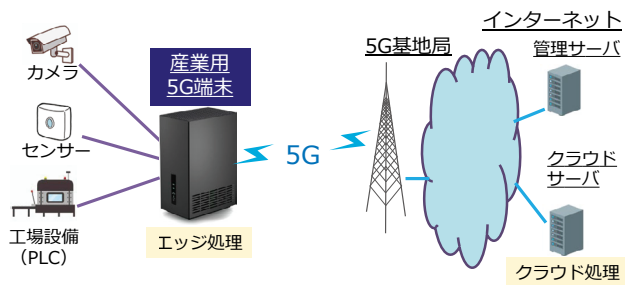 カメラ
センサー
工場設備
（PLC）
産業用
5G端末
エッジ処理
5G
5G基地局
インターネット
管理サーバ
クラウド
サーバ
クラウド処理